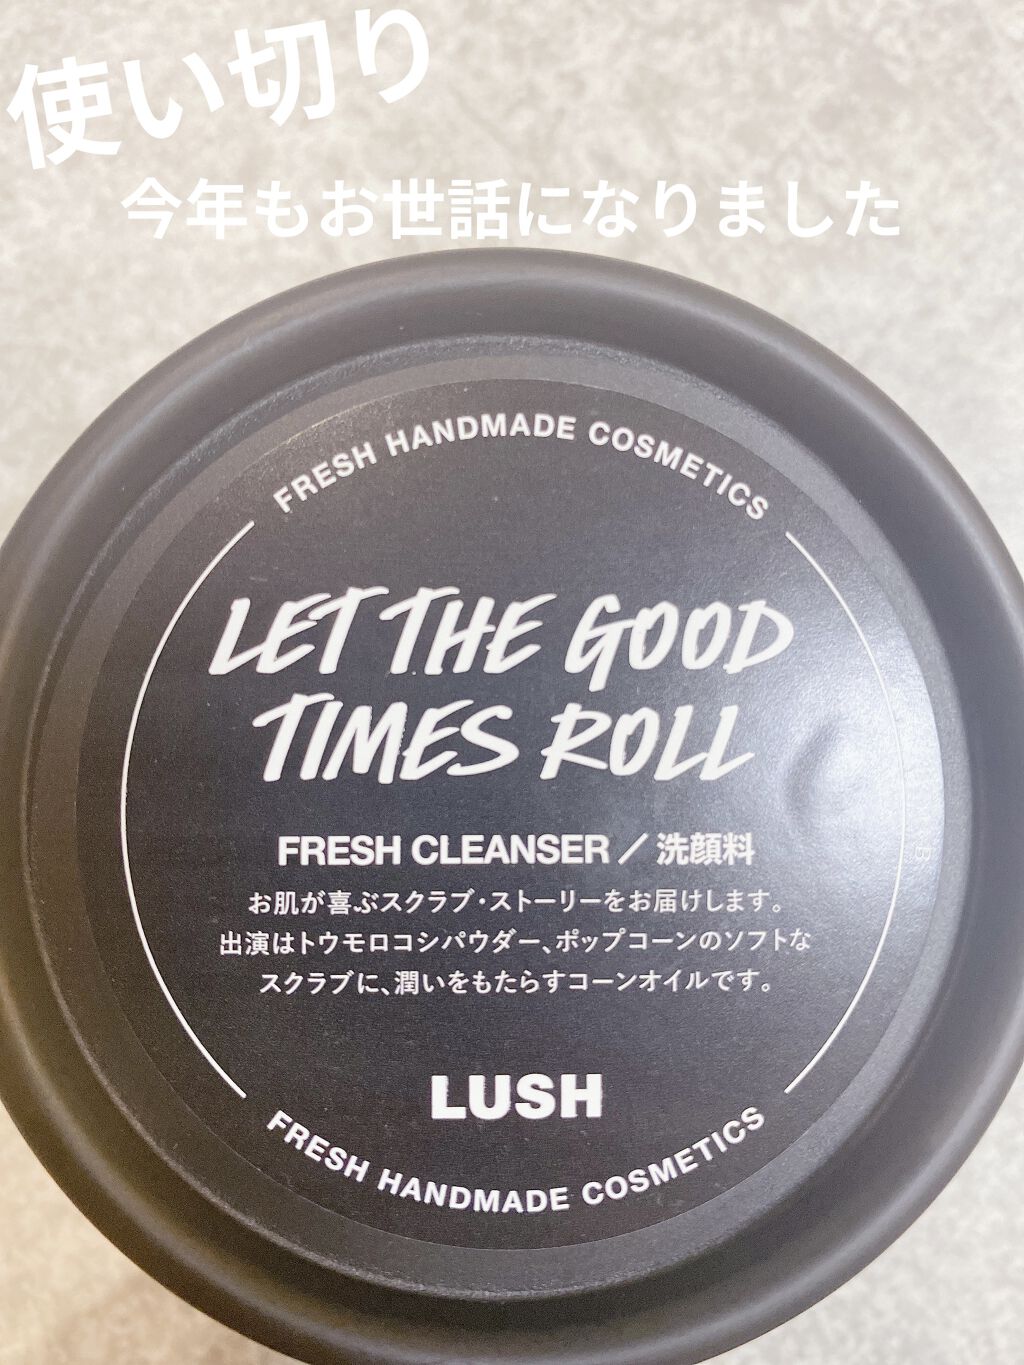 使い切り
今年もお世話になりました
FRESH HANDMADE COSMETICS
LET THE GOOD
TIMES ROLL
FRESH CLEANSER／洗顔料
お肌が喜ぶスクラブ・ストーリーをお届けします。
出演はトウモロコシパウダー、ポップコーンのソフトな
スクラブに、潤いをもたらすコーンオイルです。
LUSH
FRESH HANDMADE COSMETICS